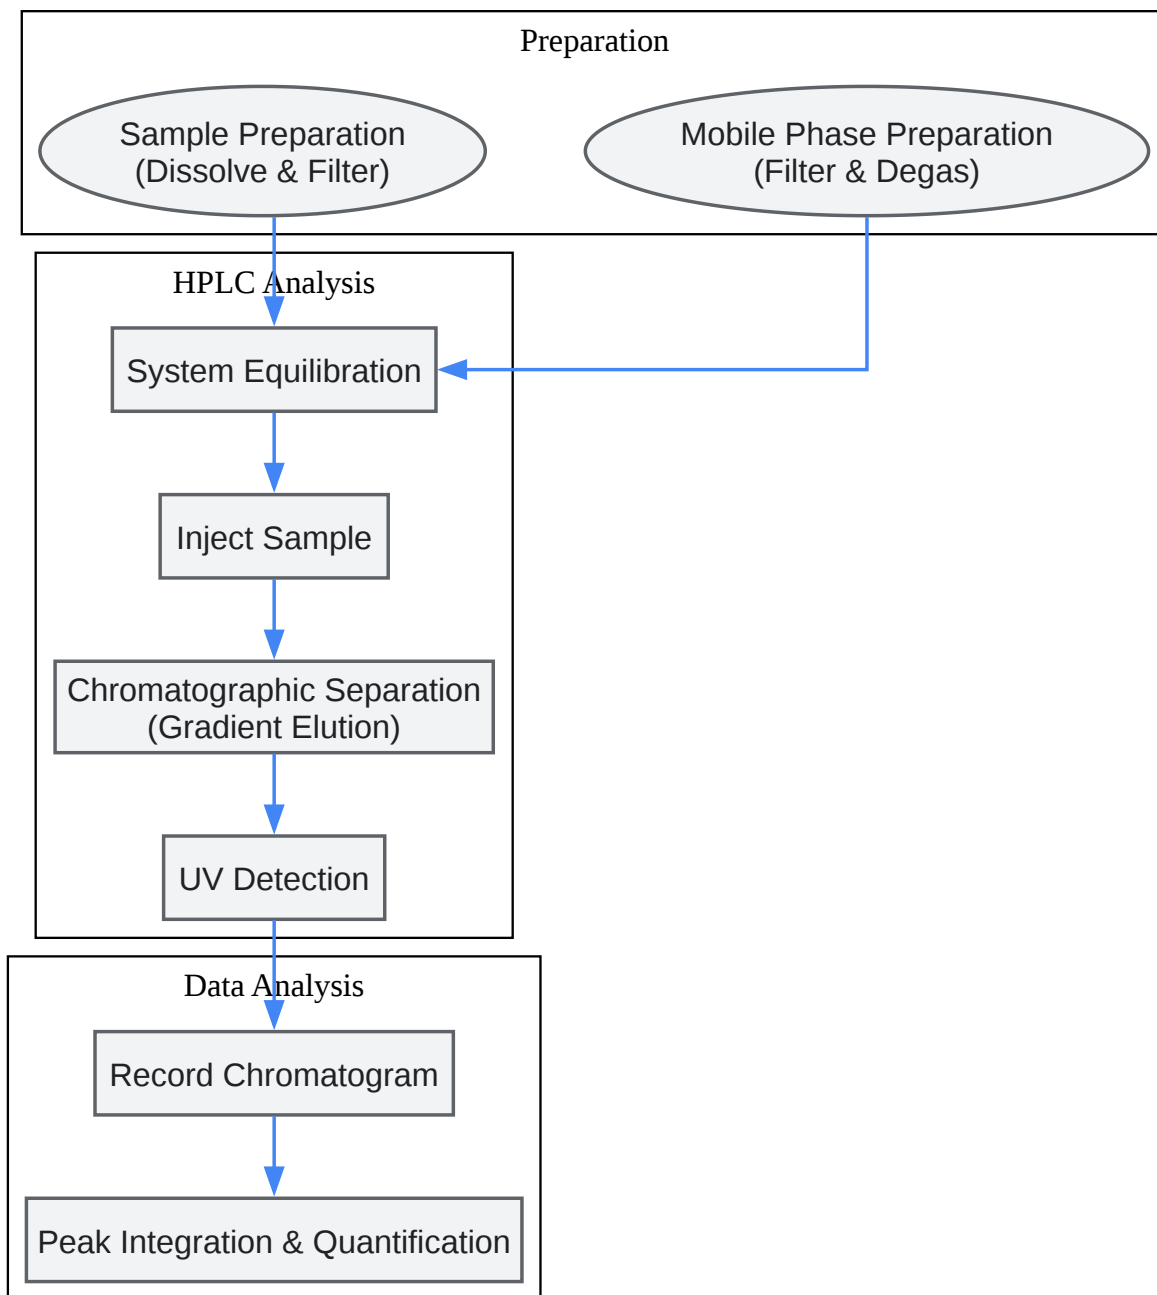 Preparation
Sample Preparation
(Dissolve & Filter)
Mobile Phase Preparation
(Filter & Degas)
HPLC Analysis
System Equilibration
Inject Sample
Chromatographic Separation
(Gradient Elution)
UV Detection
Data Analysis
Record Chromatogram
Peak Integration & Quantification